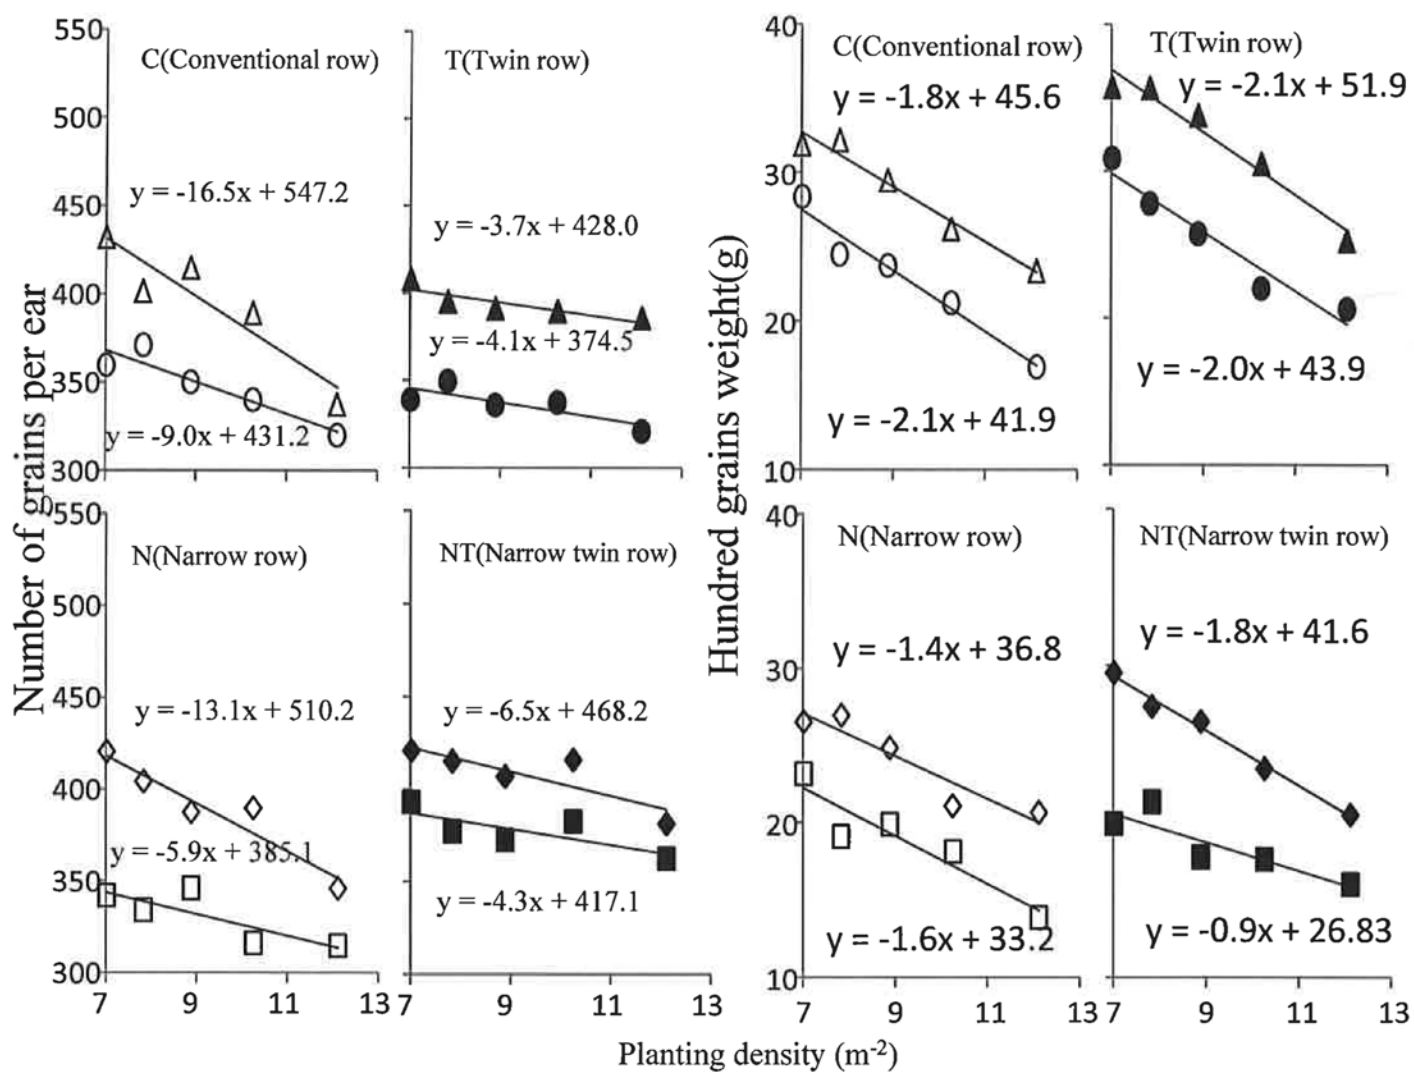 Number of grains per ear
550
500
450
400
350
300
C(Conventional row)
y = -16.5x + 547.2
y = -9.0x + 431.2
T(Twin row)
y = -3.7x + 428.0
y = -4.1x + 374.5
550
500
450
400
350
300
N(Narrow row)
y = -13.1x + 510.2
y = -5.9x + 385.1
7 9 11 13
NT(Narrow twin row)
y = -6.5x + 468.2
y = -4.3x + 417.1
7 9 11 13
Hundred grains weight(g)
40
30
20
10
C(Conventional row)
y = -1.8x + 45.6
y = -2.1x + 41.9
T(Twin row)
y = -2.1x + 51.9
y = -2.0x + 43.9
40
30
20
10
N(Narrow row)
y = -1.4x + 36.8
y = -1.6x + 33.2
7 9 11 13
NT(Narrow twin row)
y = -1.8x + 41.6
y = -0.9x + 26.83
7 9 11 13
Planting density (m⁻²)